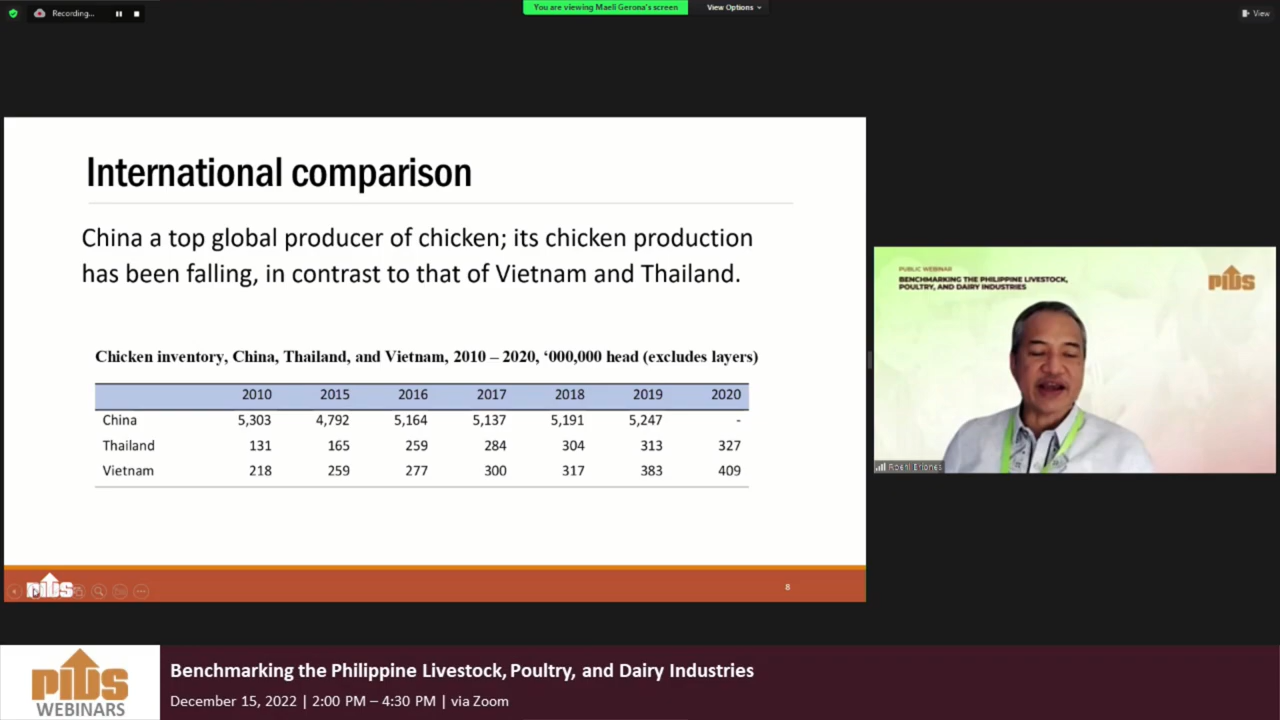 Recording...
You are viewing Maeli Gerona's screen
View Options
View
International comparison
China a top global producer of chicken; its chicken production
has been falling, in contrast to that of Vietnam and Thailand.
Chicken inventory, China, Thailand, and Vietnam, 2010 – 2020, ‘000,000 head (excludes layers)
2010 2015 2016 2017 2018 2019 2020
China 5,303 4,792 5,164 5,137 5,191 5,247 -
Thailand 131 165 259 284 304 313 327
Vietnam 218 259 277 300 317 383 409
pids
8
PUBLIC WEBINAR
BENCHMARKING THE PHILIPPINE LIVESTOCK,
POULTRY, AND DAIRY INDUSTRIES
pids
pids
WEBINARS
Benchmarking the Philippine Livestock, Poultry, and Dairy Industries
December 15, 2022 | 2:00 PM – 4:30 PM | via Zoom